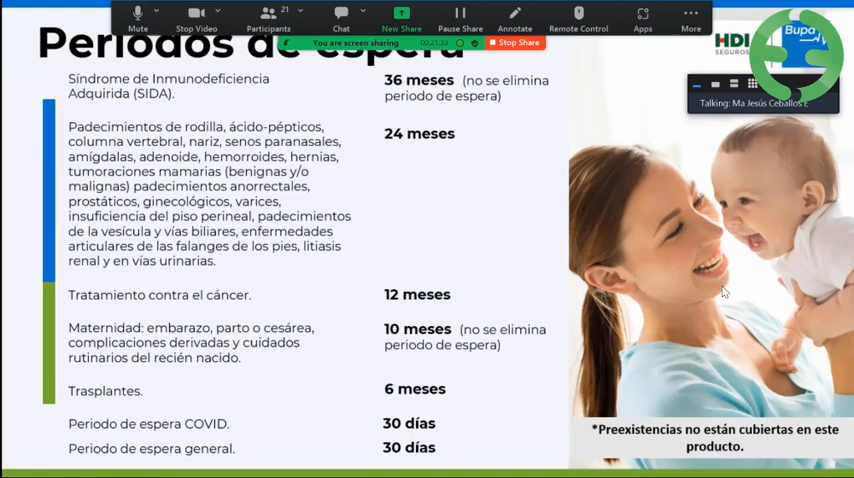 Mute
Stop Video
21
Participants
Chat
New Share
Pause Share
Annotate
Remote Control
Apps
More
You are screen sharing
00:21:33
Stop Share
Periodos de espera
HDI
SEGUROS
Bupa
Talking: Ma Jesús Ceballos E
Síndrome de Inmunodeficiencia
Adquirida (SIDA).
36 meses (no se elimina
periodo de espera)
Padecimientos de rodilla, ácido-pépticos,
columna vertebral, nariz, senos paranasales,
amígdalas, adenoide, hemorroides, hernias,
tumoraciones mamarias (benignas y/o
malignas) padecimientos anorrectales,
prostáticos, ginecológicos, varices,
insuficiencia del piso perineal, padecimientos
de la vesícula y vías biliares, enfermedades
articulares de las falanges de los pies, litiasis
renal y en vías urinarias.
24 meses
Tratamiento contra el cáncer.
12 meses
Maternidad: embarazo, parto o cesárea,
complicaciones derivadas y cuidados
rutinarios del recién nacido.
10 meses (no se elimina
periodo de espera)
Trasplantes.
6 meses
Periodo de espera COVID.
30 días
Periodo de espera general.
30 días
*Preexistencias no están cubiertas en este
producto.